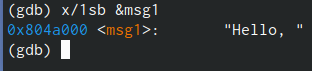 (gdb) x/1sb &msg1
0x804a000 <msg1>:        "Hello, "
(gdb)